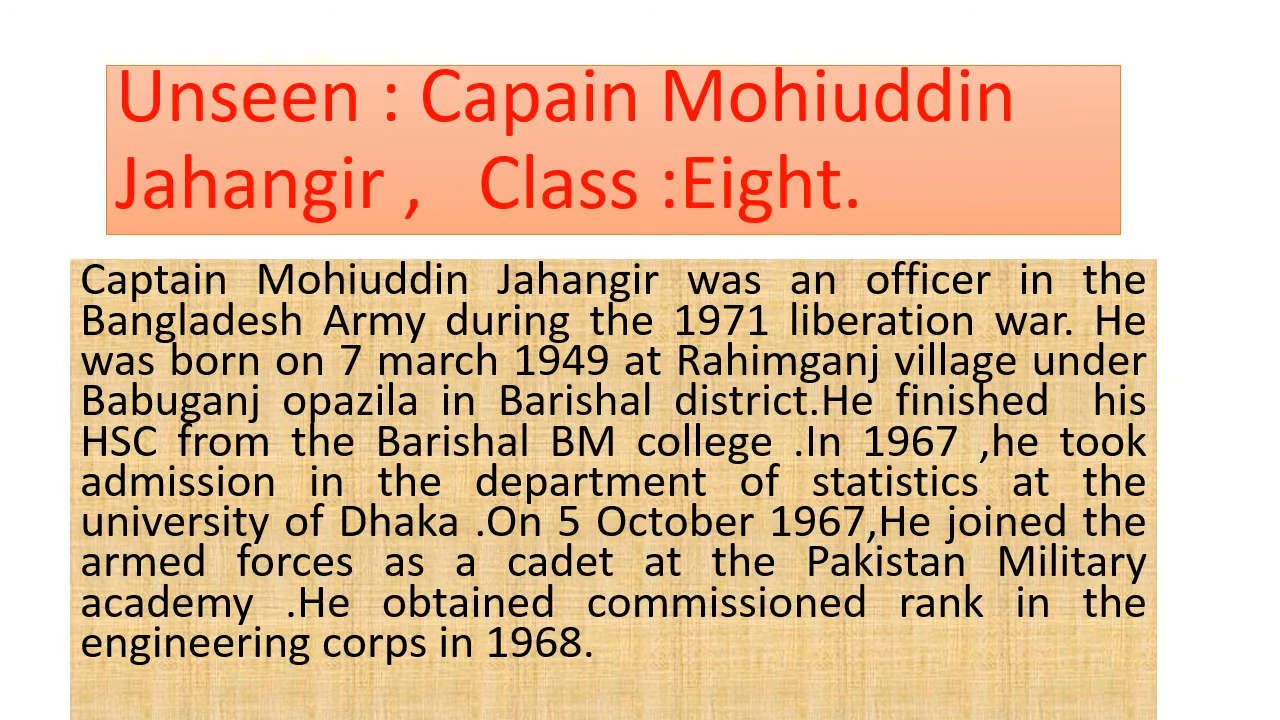 Unseen : Capain Mohiuddin
Jahangir ,   Class :Eight.
Captain Mohiuddin Jahangir was an officer in the
Bangladesh Army during the 1971 liberation war. He
was born on 7 march 1949 at Rahimganj village under
Babuganj opazila in Barishal district.He finished  his
HSC from the Barishal BM college .In 1967 ,he took
admission in the department of statistics at the
university of Dhaka .On 5 October 1967,He joined the
armed forces as a cadet at the Pakistan Military
academy .He obtained commissioned rank in the
engineering corps in 1968.